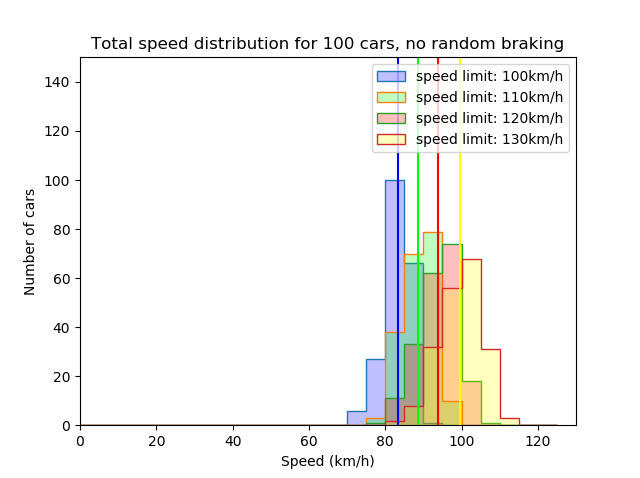 Total speed distribution for 100 cars, no random braking
speed limit: 100km/h
speed limit: 110km/h
speed limit: 120km/h
speed limit: 130km/h
Number of cars
140
120
100
80
60
40
20
0
0 20 40 60 80 100 120
Speed (km/h)